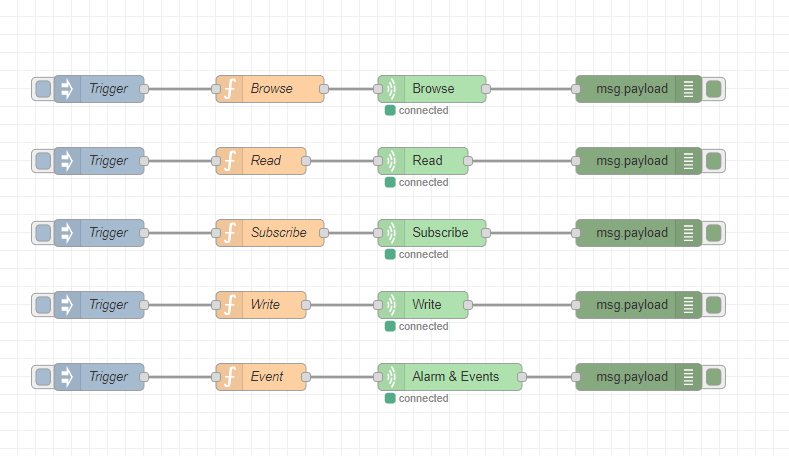 Trigger Browse Browse msg.payload
connected
Trigger Read Read msg.payload
connected
Trigger Subscribe Subscribe msg.payload
connected
Trigger Write Write msg.payload
connected
Trigger Event Alarm & Events msg.payload
connected